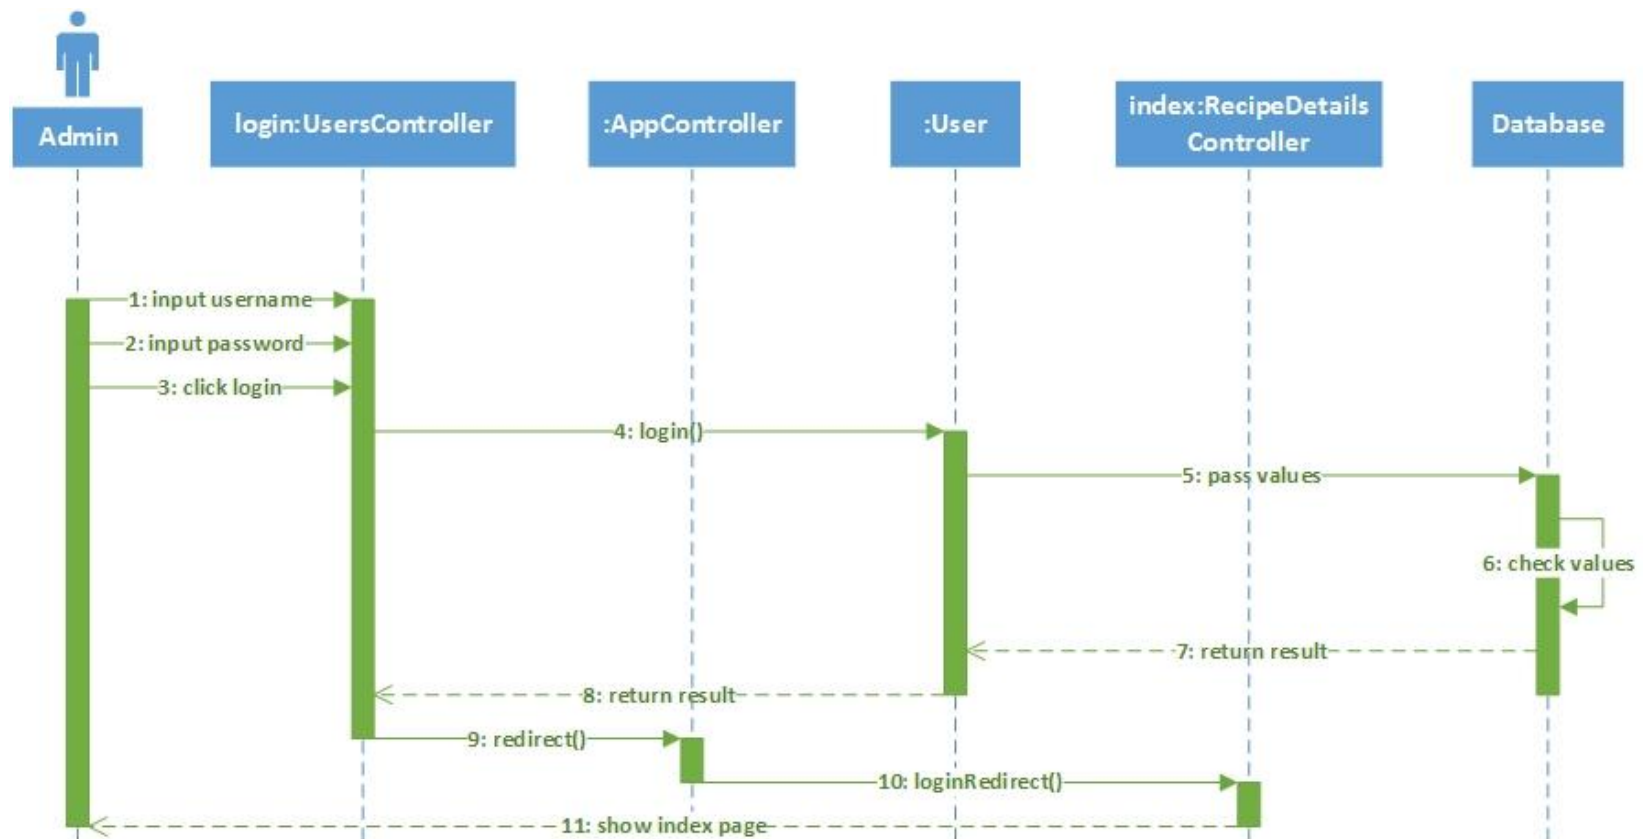 Admin
login:UsersController
:AppController
:User
index:RecipeDetails
Controller
Database
1: input username
2: input password
3: click login
4: login()
5: pass values
6: check values
7: return result
8: return result
9: redirect()
10: loginRedirect()
11: show index page